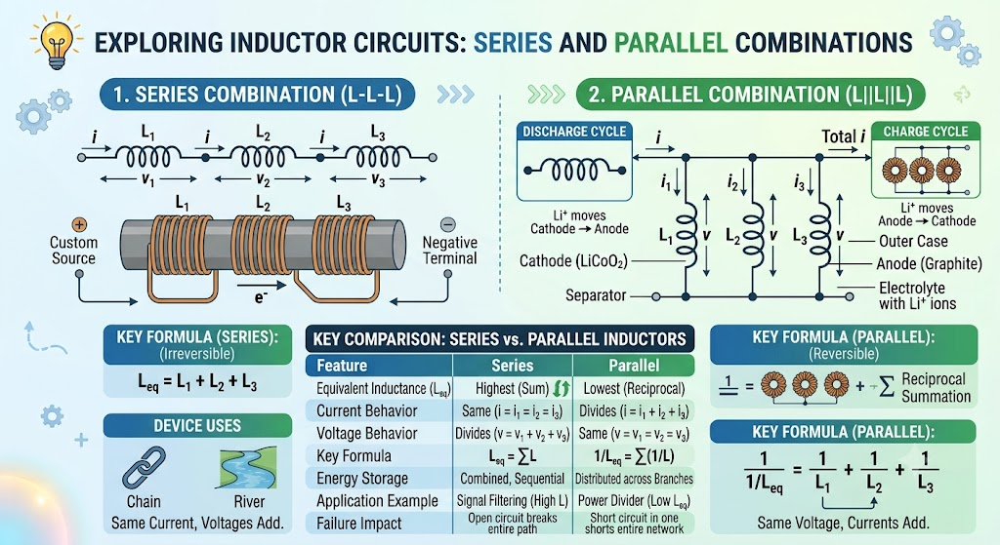 EXPLORING INDUCTOR CIRCUITS: SERIES AND PARALLEL COMBINATIONS
1. SERIES COMBINATION (L-L-L)
i L₁ i L₂ i L₃
v₁ v₂ v₃
L₁ L₂ L₃
+
Custom
Source
−
Negative
Terminal
e⁻
2. PARALLEL COMBINATION (L||L||L)
DISCHARGE CYCLE
Li⁺ moves
Cathode → Anode
i
Total i
CHARGE CYCLE
Li⁺ moves
Anode → Cathode
i₁ i₂ i₃
L₁ v L₂ v L₃ v
Cathode (LiCoO₂)
Separator
Outer Case
Anode (Graphite)
Electrolyte
with Li⁺ ions
KEY FORMULA (SERIES):
(Irreversible)
Leq = L₁ + L₂ + L₃
DEVICE USES
Chain River
Same Current, Voltages Add.
KEY COMPARISON: SERIES vs. PARALLEL INDUCTORS
Feature Series Parallel
Equivalent Inductance (Leq) Highest (Sum) Lowest (Reciprocal)
Current Behavior Same (i = i₁ = i₂ = i₃) Divides (i = i₁ + i₂ + i₃)
Voltage Behavior Divides (v = v₁ + v₂ + v₃) Same (v = v₁ = v₂ = v₃)
Key Formula Leq = ∑L 1/Leq = ∑(1/L)
Energy Storage Combined, Sequential Distributed across Branches
Application Example Signal Filtering (High L) Power Divider (Low Leq)
Failure Impact Open circuit breaks entire path Short circuit in one shorts entire network
KEY FORMULA (PARALLEL):
(Reversible)
1 = + ∑ Reciprocal
Summation
KEY FORMULA (PARALLEL):
1/1/Leq = 1/L₁ + 1/L₂ + 1/L₃
Same Voltage, Currents Add.